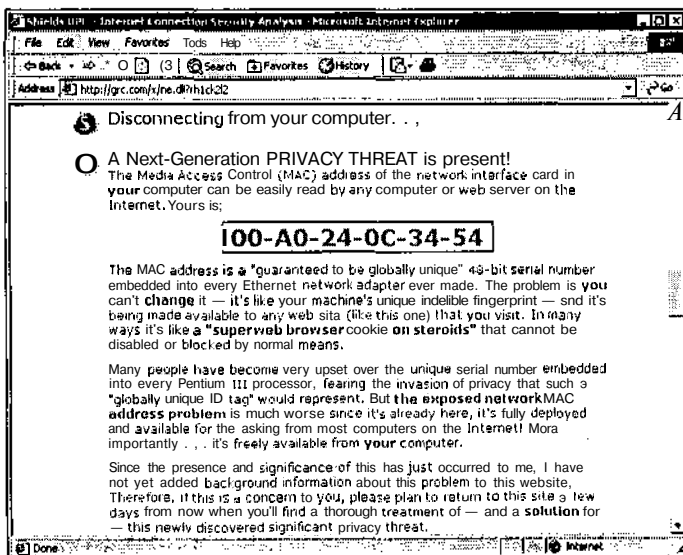 Shields UP! - Internet Connection Security Analysis - Microsoft Internet Explorer
File Edit View Favorites Tods Help
Back Search Favorites History
Address http://grc.com/x/ne.dll?rh1ck2l2 Go
Disconnecting from your computer. . ,
A
O A Next-Generation PRIVACY THREAT is present!
The Media Access Control (MAC) address of the network interface card in
your computer can be easily read by any computer or web server on the
Internet. Yours is;
I00-A0-24-0C-34-54
The MAC address is a "guaranteed to be globally unique" 48-bit serial number
embedded into every Ethernet network adapter ever made. The problem is you
can't change it — it's like your machine's unique indelible fingerprint — snd it's
being made available to any web sita (like this one) that you visit. In many
ways it's like a "superweb browser cookie on steroids" that cannot be
disabled or blocked by normal means.
Many people have become very upset over the unique serial number embedded
into every Pentium III processor, fearing the invasion of privacy that such a
"globally unique ID tag" would represent. But the exposed network MAC
address problem is much worse since it's already here, it's fully deployed
and available for the asking from most computers on the Internet! Mora
importantly . , . it's freely available from your computer.
Since the presence and significance of this has just occurred to me, I have
not yet added background information about this problem to this website,
Therefore, if this is a concern to you, please plan to return to this site a few
days from now when you'll find a thorough treatment of — and a solution for
— this newly discovered significant privacy threat.
Done Internet